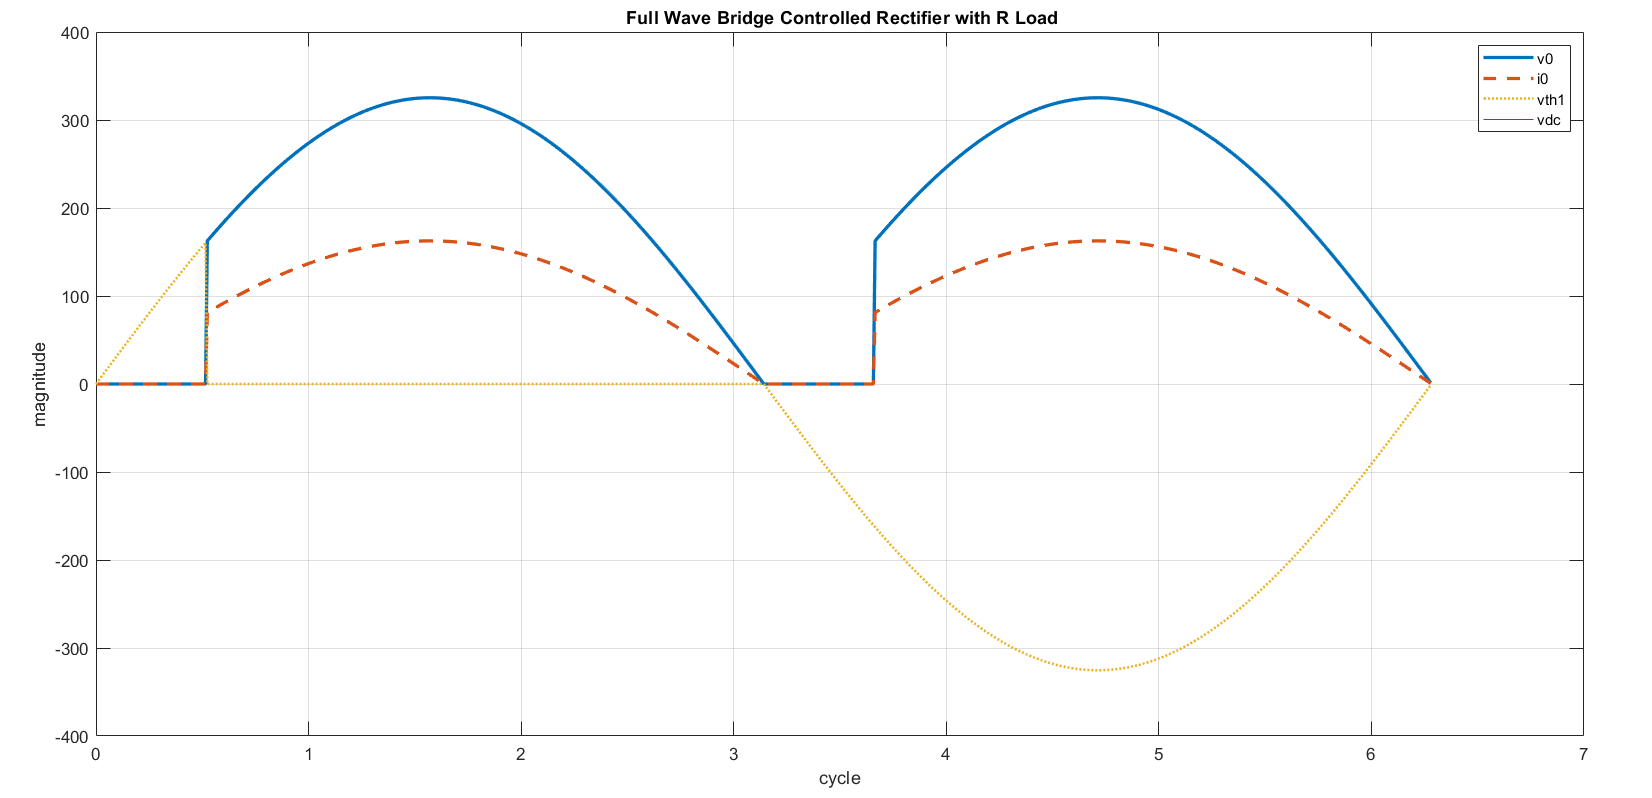 Full Wave Bridge Controlled Rectifier with R Load
v0
i0
vth1
vdc
400
300
200
100
0
-100
-200
-300
-400
magnitude
0 1 2 3 4 5 6 7
cycle